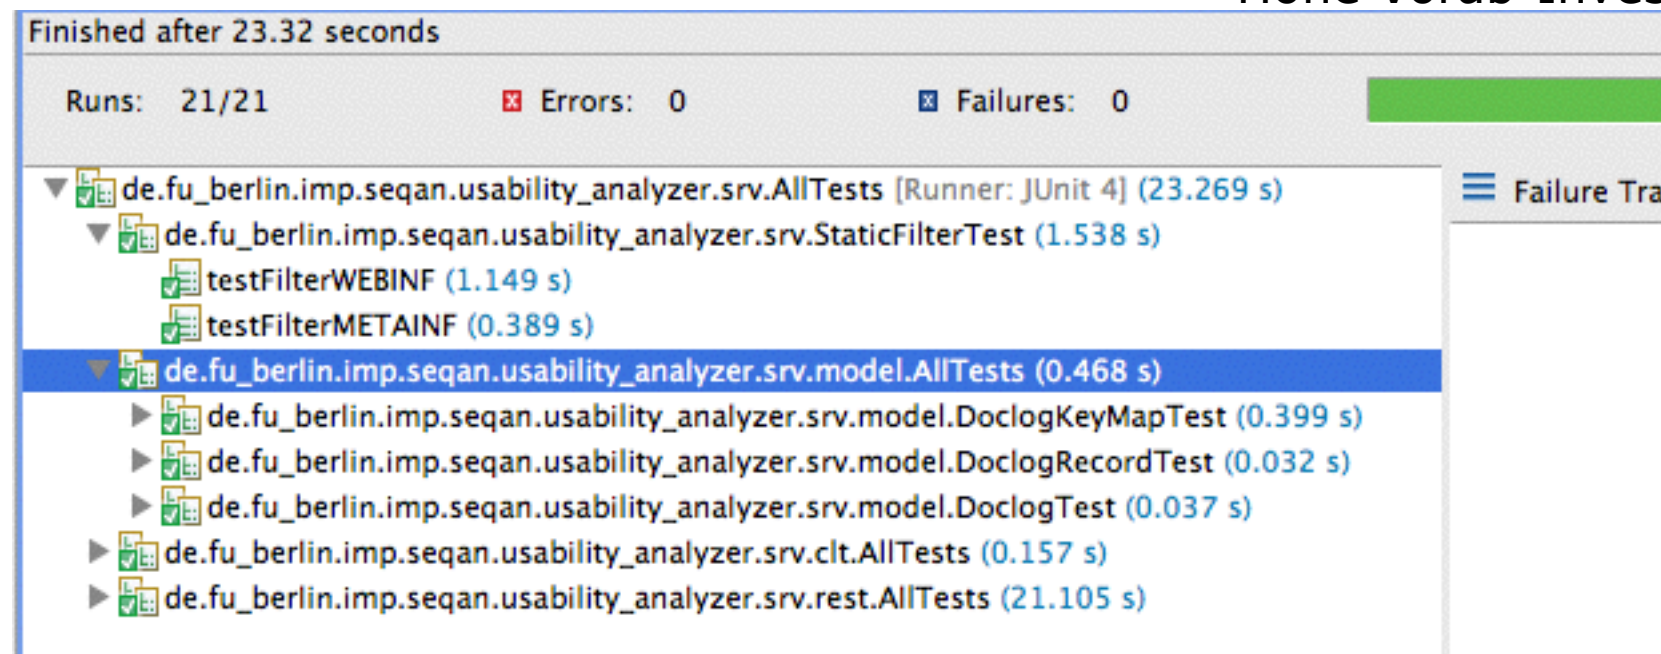 Finished after 23.32 seconds
Runs: 21/21 Errors: 0 Failures: 0
de.fu_berlin.imp.seqan.usability_analyzer.srv.AllTests [Runner: JUnit 4] (23.269 s)
Failure Tra
de.fu_berlin.imp.seqan.usability_analyzer.srv.StaticFilterTest (1.538 s)
testFilterWEBINF (1.149 s)
testFilterMETAINF (0.389 s)
de.fu_berlin.imp.seqan.usability_analyzer.srv.model.AllTests (0.468 s)
de.fu_berlin.imp.seqan.usability_analyzer.srv.model.DoclogKeyMapTest (0.399 s)
de.fu_berlin.imp.seqan.usability_analyzer.srv.model.DoclogRecordTest (0.032 s)
de.fu_berlin.imp.seqan.usability_analyzer.srv.model.DoclogTest (0.037 s)
de.fu_berlin.imp.seqan.usability_analyzer.srv.clt.AllTests (0.157 s)
de.fu_berlin.imp.seqan.usability_analyzer.srv.rest.AllTests (21.105 s)